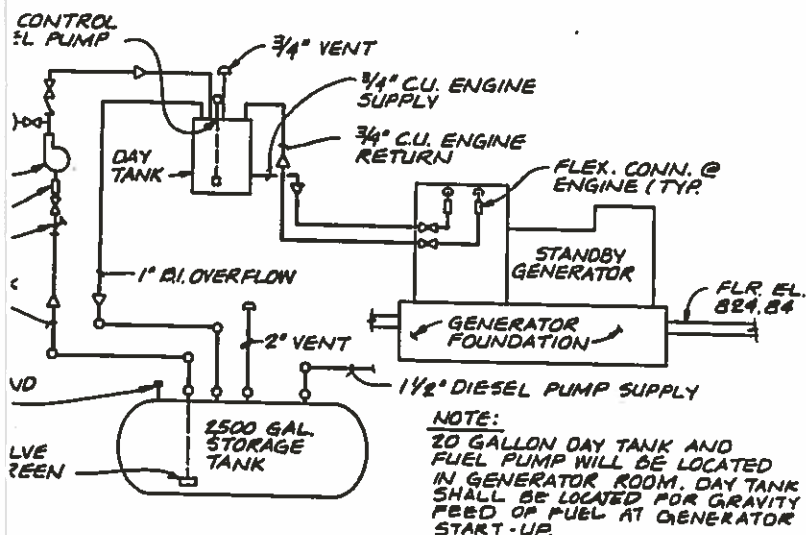 CONTROL
EL PUMP
3/4" VENT
3/4" C.U. ENGINE
SUPPLY
3/4" C.U. ENGINE
RETURN
DAY
TANK
FLEX. CONN. @
ENGINE (TYP.
STANDBY
GENERATOR
1" B.I. OVERFLOW
FLR. EL.
824.84
GENERATOR
FOUNDATION
2" VENT
1 1/2" DIESEL PUMP SUPPLY
2500 GAL.
STORAGE
TANK
LVE
REEN
NOTE:
20 GALLON DAY TANK AND
FUEL PUMP WILL BE LOCATED
IN GENERATOR ROOM. DAY TANK
SHALL BE LOCATED FOR GRAVITY
FEED OF FUEL AT GENERATOR
START-UP.